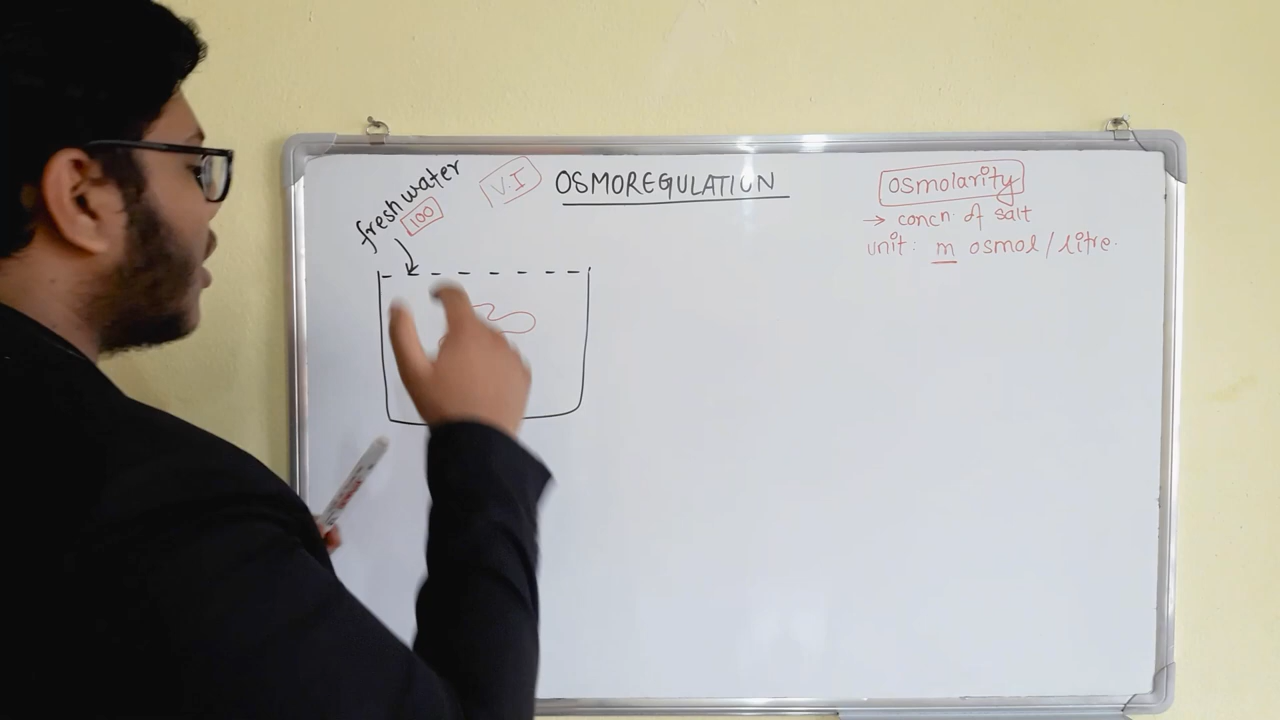 fresh water
100
V.I
OSMOREGULATION
Osmolarity
→ concn. of salt
unit: m osmol/litre.